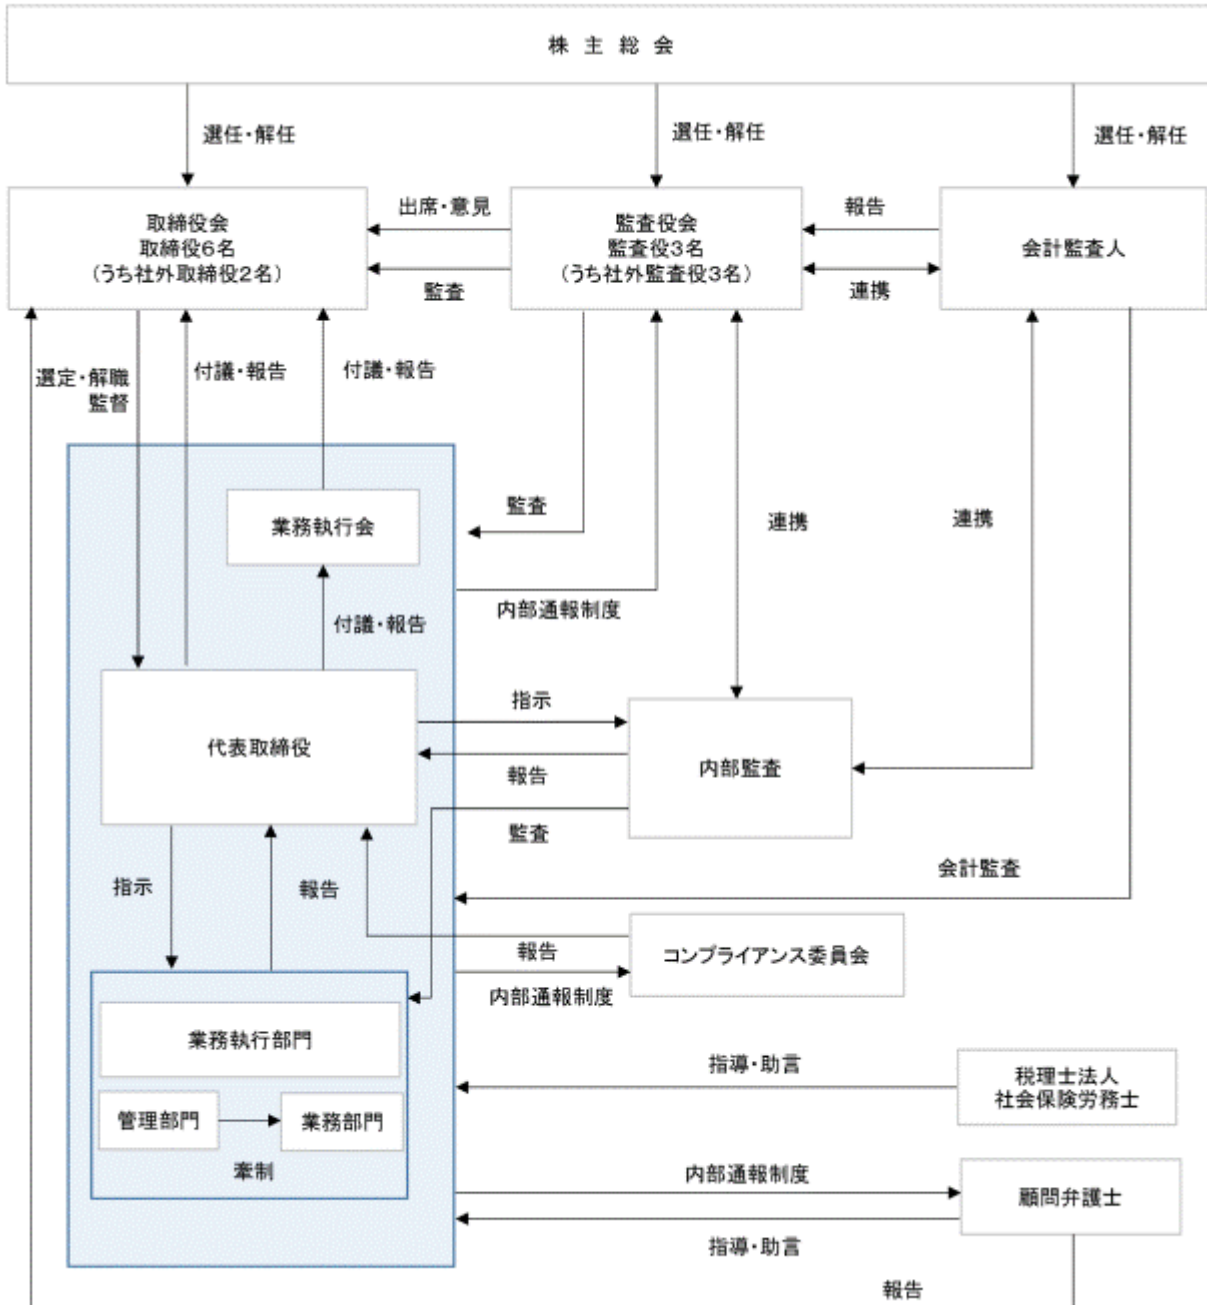 株 主 総 会
選任・解任
選任・解任
選任・解任
取締役会
取締役6名
(うち社外取締役2名)
出席・意見
監査
監査役会
監査役3名
(うち社外監査役3名)
報告
連携
会計監査人
選定・解職
監督
付議・報告
付議・報告
業務執行会
監査
連携
連携
内部通報制度
付議・報告
代表取締役
指示
報告
監査
内部監査
指示
報告
会計監査
報告
内部通報制度
コンプライアンス委員会
業務執行部門
管理部門
業務部門
牽制
指導・助言
税理士法人
社会保険労務士
内部通報制度
顧問弁護士
指導・助言
報告